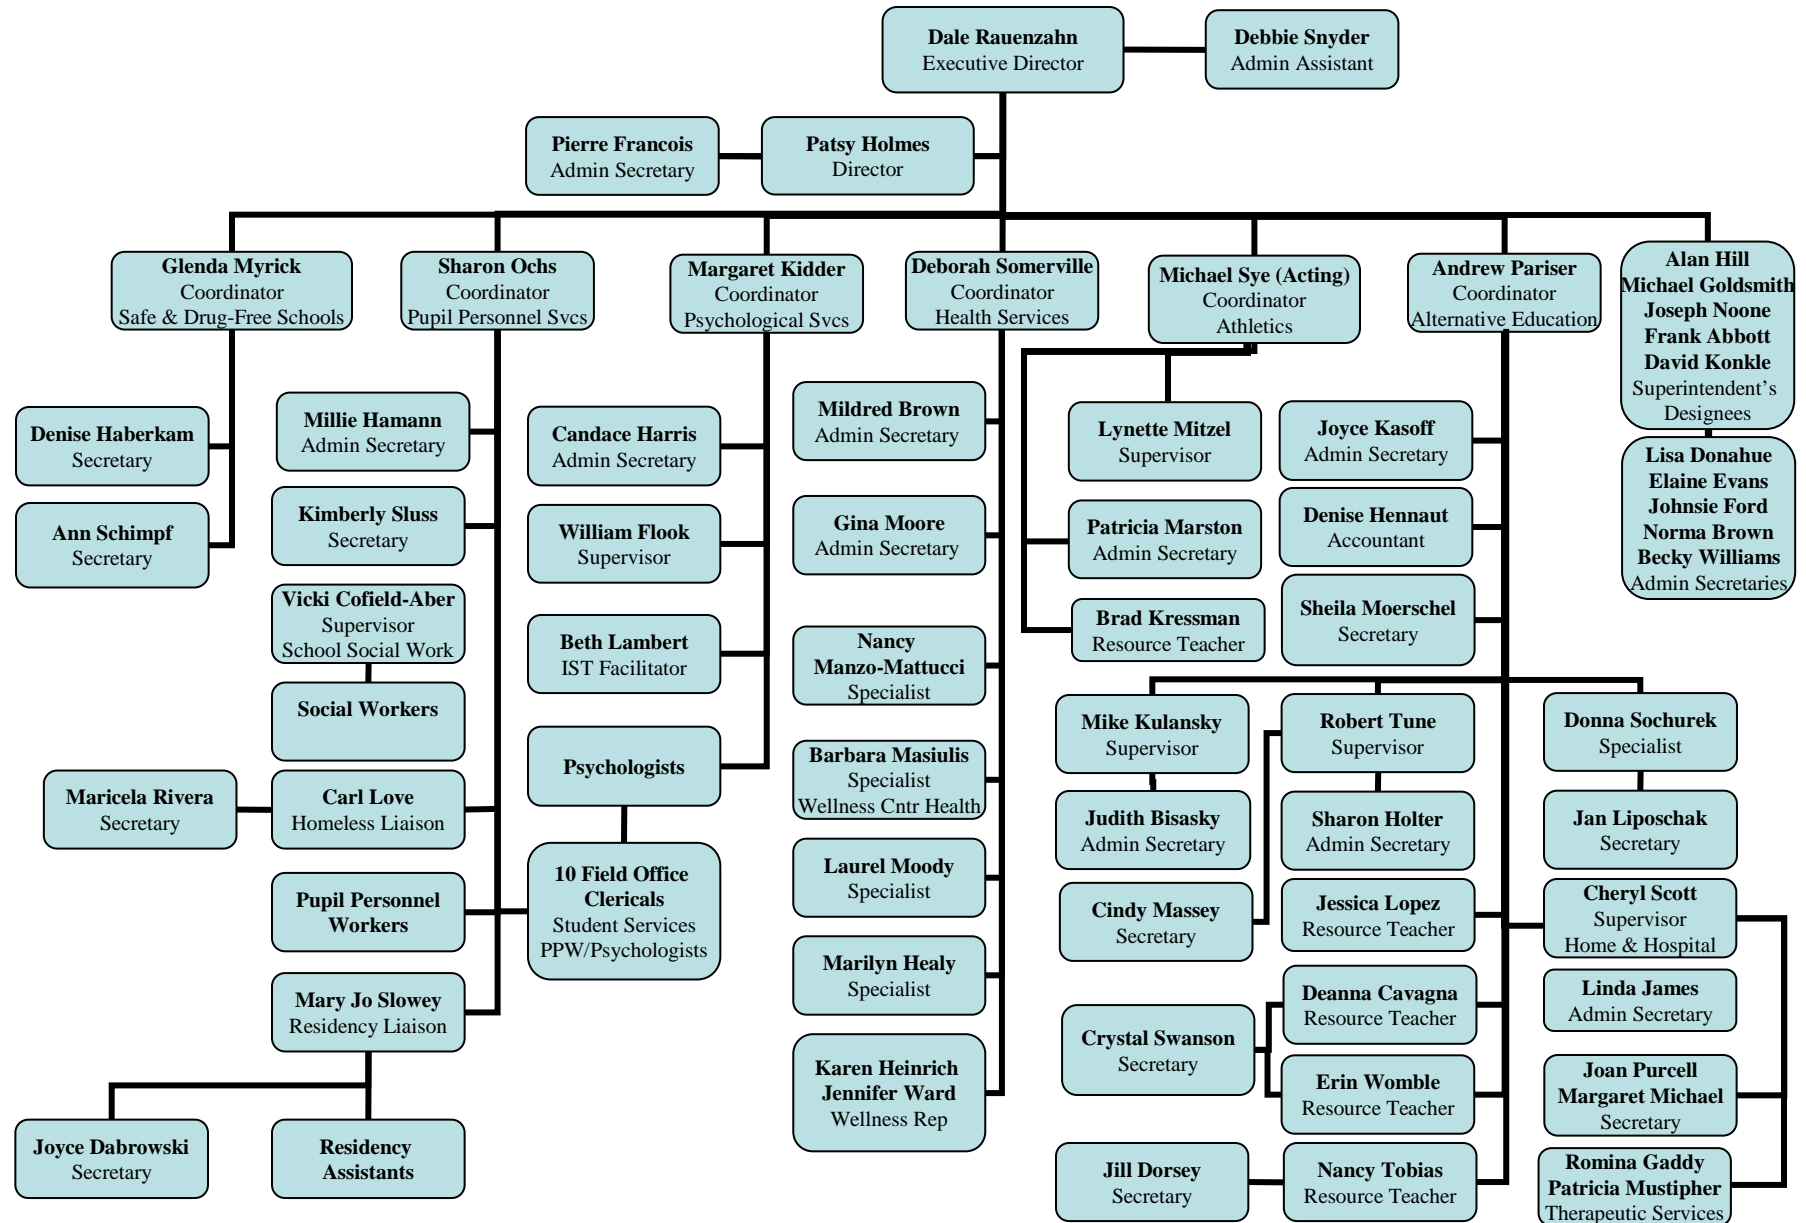 Dale Rauenzahn
Executive Director
Debbie Snyder
Admin Assistant
Pierre Francois
Admin Secretary
Patsy Holmes
Director
Glenda Myrick
Coordinator
Safe & Drug-Free Schools
Sharon Ochs
Coordinator
Pupil Personnel Svcs
Margaret Kidder
Coordinator
Psychological Svcs
Deborah Somerville
Coordinator
Health Services
Michael Sye (Acting)
Coordinator
Athletics
Andrew Pariser
Coordinator
Alternative Education
Alan Hill
Michael Goldsmith
Joseph Noone
Frank Abbott
David Konkle
Superintendent's
Designees
Lisa Donahue
Elaine Evans
Johnsie Ford
Norma Brown
Becky Williams
Admin Secretaries
Denise Haberkam
Secretary
Ann Schimpf
Secretary
Millie Hamann
Admin Secretary
Kimberly Sluss
Secretary
Vicki Cofield-Aber
Supervisor
School Social Work
Social Workers
Maricela Rivera
Secretary
Carl Love
Homeless Liaison
Pupil Personnel
Workers
Mary Jo Slowey
Residency Liaison
Joyce Dabrowski
Secretary
Residency
Assistants
Candace Harris
Admin Secretary
William Flook
Supervisor
Beth Lambert
IST Facilitator
Psychologists
10 Field Office
Clericals
Student Services
PPW/Psychologists
Mildred Brown
Admin Secretary
Gina Moore
Admin Secretary
Nancy
Manzo-Mattucci
Specialist
Barbara Masiulis
Specialist
Wellness Cntr Health
Laurel Moody
Specialist
Marilyn Healy
Specialist
Karen Heinrich
Jennifer Ward
Wellness Rep
Lynette Mitzel
Supervisor
Patricia Marston
Admin Secretary
Brad Kressman
Resource Teacher
Joyce Kasoff
Admin Secretary
Denise Hennaut
Accountant
Sheila Moerschel
Secretary
Mike Kulansky
Supervisor
Judith Bisasky
Admin Secretary
Cindy Massey
Secretary
Robert Tune
Supervisor
Sharon Holter
Admin Secretary
Jessica Lopez
Resource Teacher
Crystal Swanson
Secretary
Deanna Cavagna
Resource Teacher
Erin Womble
Resource Teacher
Jill Dorsey
Secretary
Nancy Tobias
Resource Teacher
Donna Sochurek
Specialist
Jan Liposchak
Secretary
Cheryl Scott
Supervisor
Home & Hospital
Linda James
Admin Secretary
Joan Purcell
Margaret Michael
Secretary
Romina Gaddy
Patricia Mustipher
Therapeutic Services